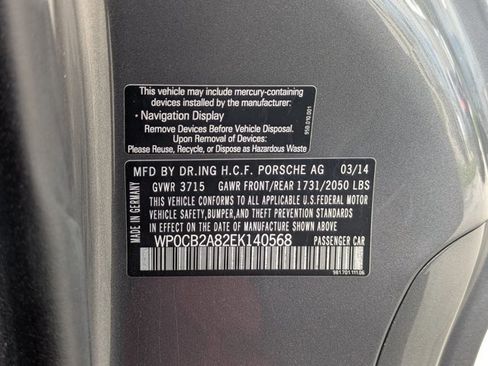 This vehicle may include mercury-containing
devices installed by the manufacturer:
• Navigation Display
Remove Devices Before Vehicle Disposal.
Upon Removal of Devices
Please Reuse, Recycle, or Dispose as Hazardous Waste
MFD BY DR.ING H.C.F. PORSCHE AG 03/14
GVWR 3715 GAWR FRONT/REAR 1731/2050 LBS
THIS VEHICLE CONFORMS TO ALL APPLICABLE U.S.FEDERAL MOTOR
VEHICLE SAFETY,BUMPER,AND THEFT PREVENTION STANDARDS
IN EFFECT ON THE DATE OF MANUFACTURE SHOWN ABOVE.
WP0CB2A82EK140568 PASSENGER CAR
MADE IN GERMANY
981.701.111.06